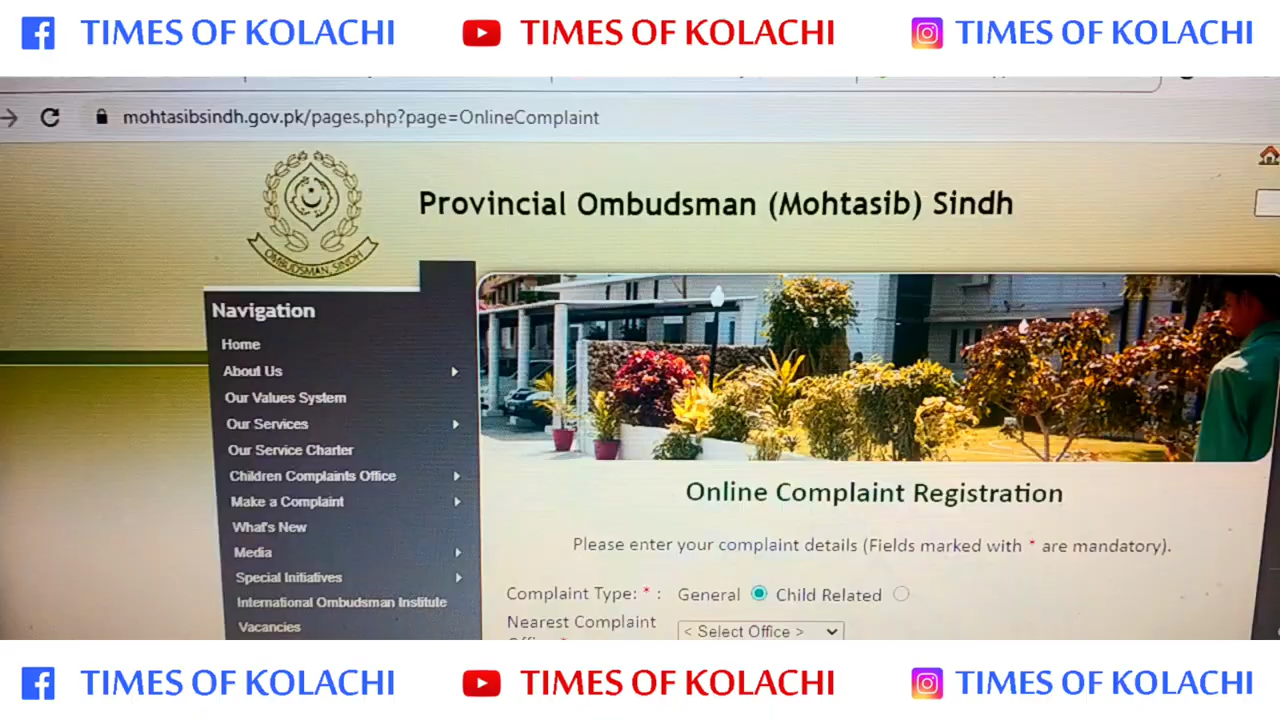 TIMES OF KOLACHI TIMES OF KOLACHI TIMES OF KOLACHI
mohtasibsindh.gov.pk/pages.php?page=OnlineComplaint
OMBUDSMAN, SINDH
Provincial Ombudsman (Mohtasib) Sindh
Navigation
Home
About Us
Our Values System
Our Services
Our Service Charter
Children Complaints Office
Make a Complaint
What's New
Media
Special Initiatives
International Ombudsman Institute
Vacancies
Online Complaint Registration
Please enter your complaint details (Fields marked with * are mandatory).
Complaint Type: * : General Child Related
Nearest Complaint
< Select Office >
TIMES OF KOLACHI TIMES OF KOLACHI TIMES OF KOLACHI